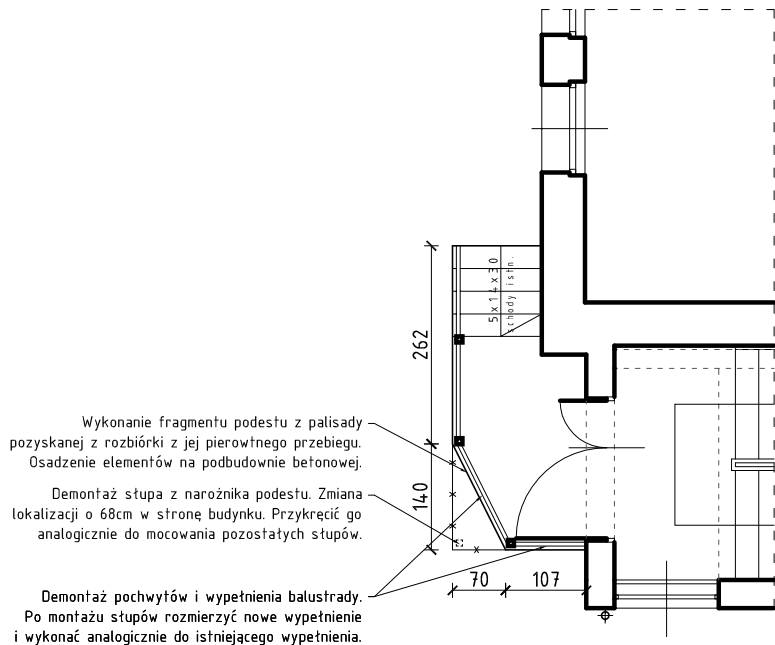 5x14x30
schody istn.
262
Wykonanie fragmentu podestu z palisady
pozyskanej z rozbiórki z jej pierowtnego przebiegu.
Osadzenie elementów na podbudownie betonowej.
140
Demontaż słupa z narożnika podestu. Zmiana
lokalizacji o 68cm w stronę budynku. Przykręcić go
analogicznie do mocowania pozostałych słupów.
70
107
Demontaż pochwytów i wypełnienia balustrady.
Po montażu słupów rozmierzyć nowe wypełnienie
i wykonać analogicznie do istniejącego wypełnienia.